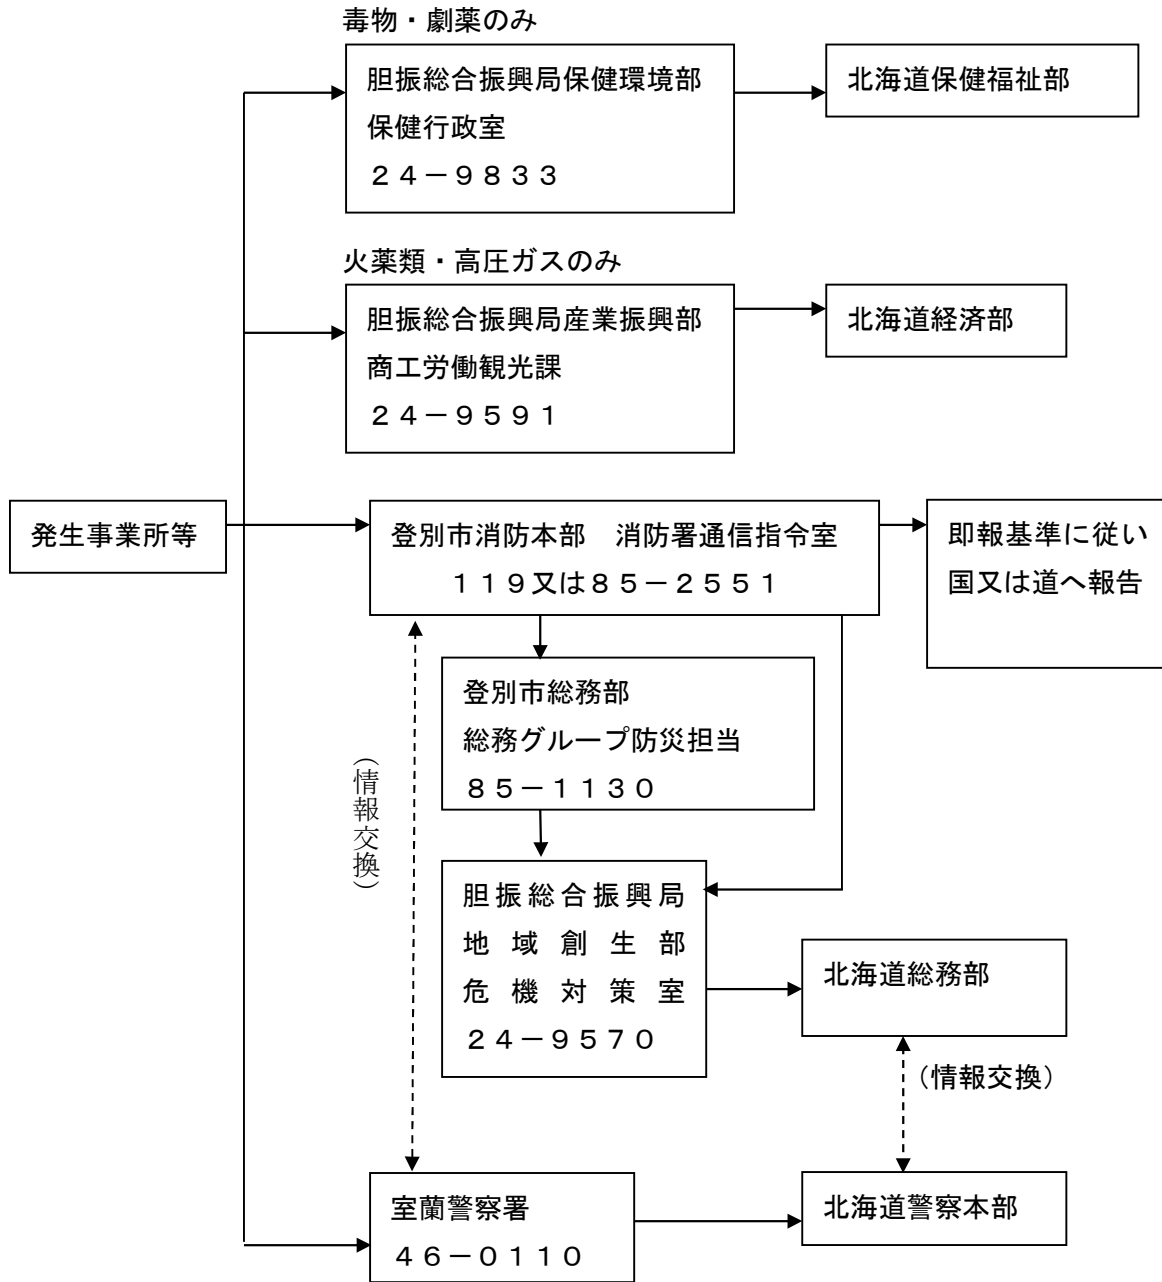 毒物・劇薬のみ
胆振総合振興局保健環境部
保健行政室
２４－９８３３
北海道保健福祉部
火薬類・高圧ガスのみ
胆振総合振興局産業振興部
商工労働観光課
２４－９５９１
北海道経済部
発生事業所等
登別市消防本部　消防署通信指令室
１１９又は８５－２５５１
即報基準に従い
国又は道へ報告
登別市総務部
総務グループ防災担当
８５－１１３０
（情報交換）
胆振総合振興局
地域創生部
危機対策室
２４－９５７０
北海道総務部
（情報交換）
室蘭警察署
４６－０１１０
北海道警察本部